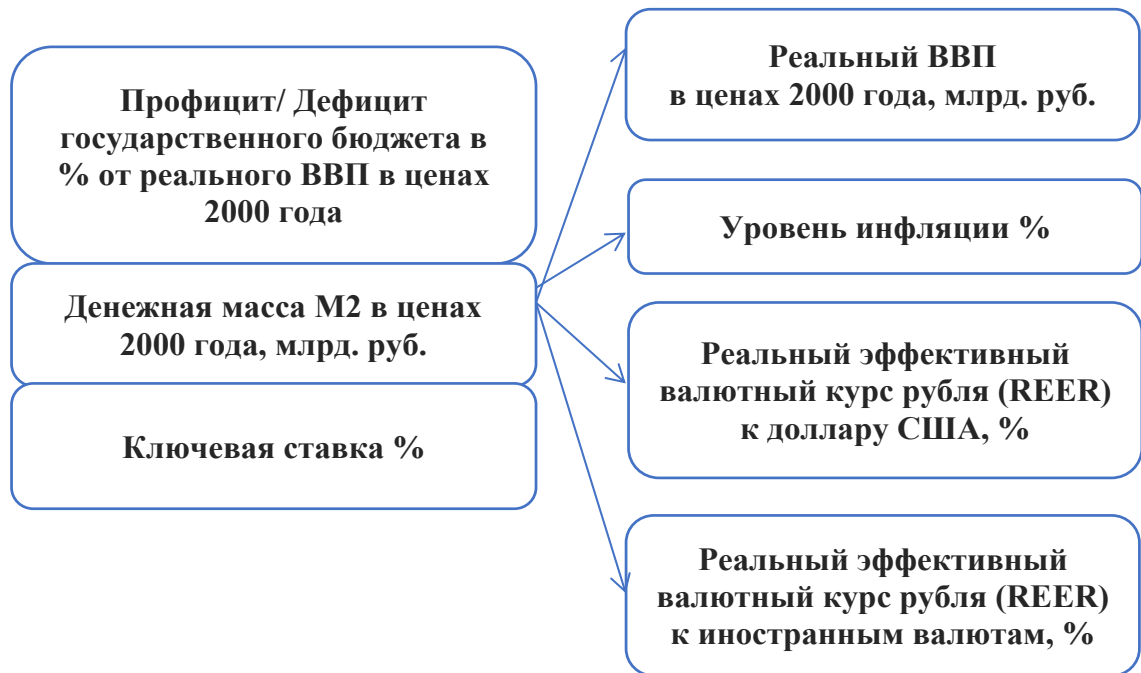 Профицит/ Дефицит
государственного бюджета в
% от реального ВВП в ценах
2000 года
Денежная масса М2 в ценах
2000 года, млрд. руб.
Ключевая ставка %
Реальный ВВП
в ценах 2000 года, млрд. руб.
Уровень инфляции %
Реальный эффективный
валютный курс рубля (REER)
к доллару США, %
Реальный эффективный
валютный курс рубля (REER)
к иностранным валютам, %